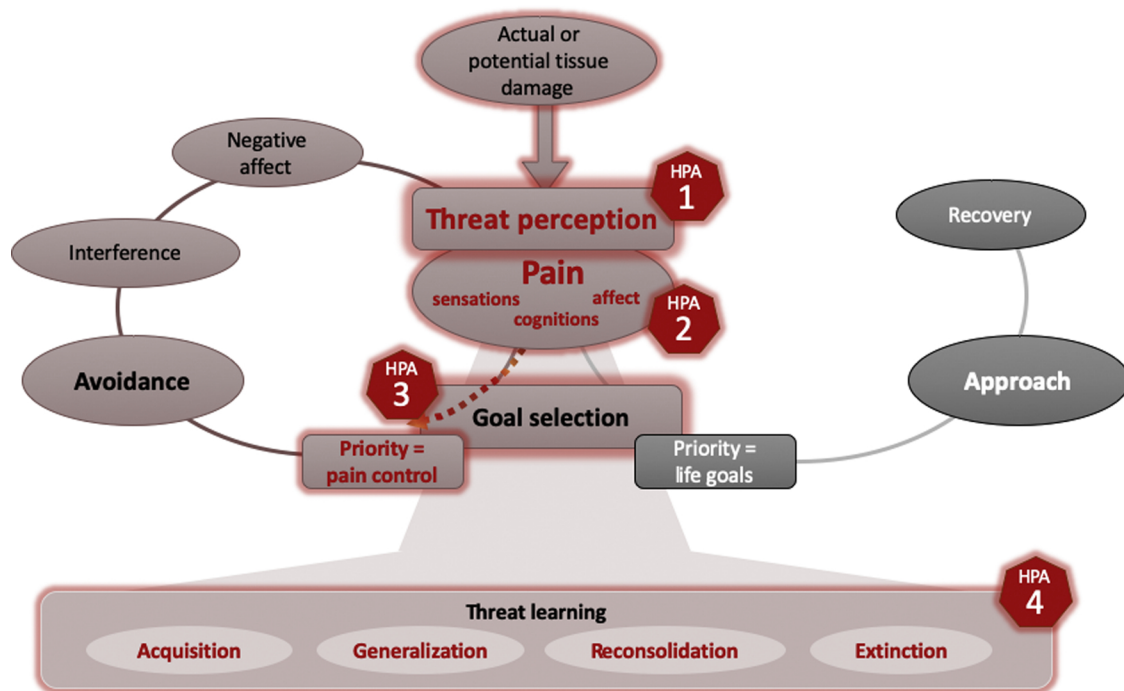 Actual or
potential tissue
damage
Negative
affect
HPA
1
Threat perception
Recovery
Interference
Pain
sensations
affect
cognitions
HPA
2
HPA
3
Avoidance
Approach
Goal selection
Priority =
pain control
Priority =
life goals
HPA
4
Threat learning
Acquisition
Generalization
Reconsolidation
Extinction